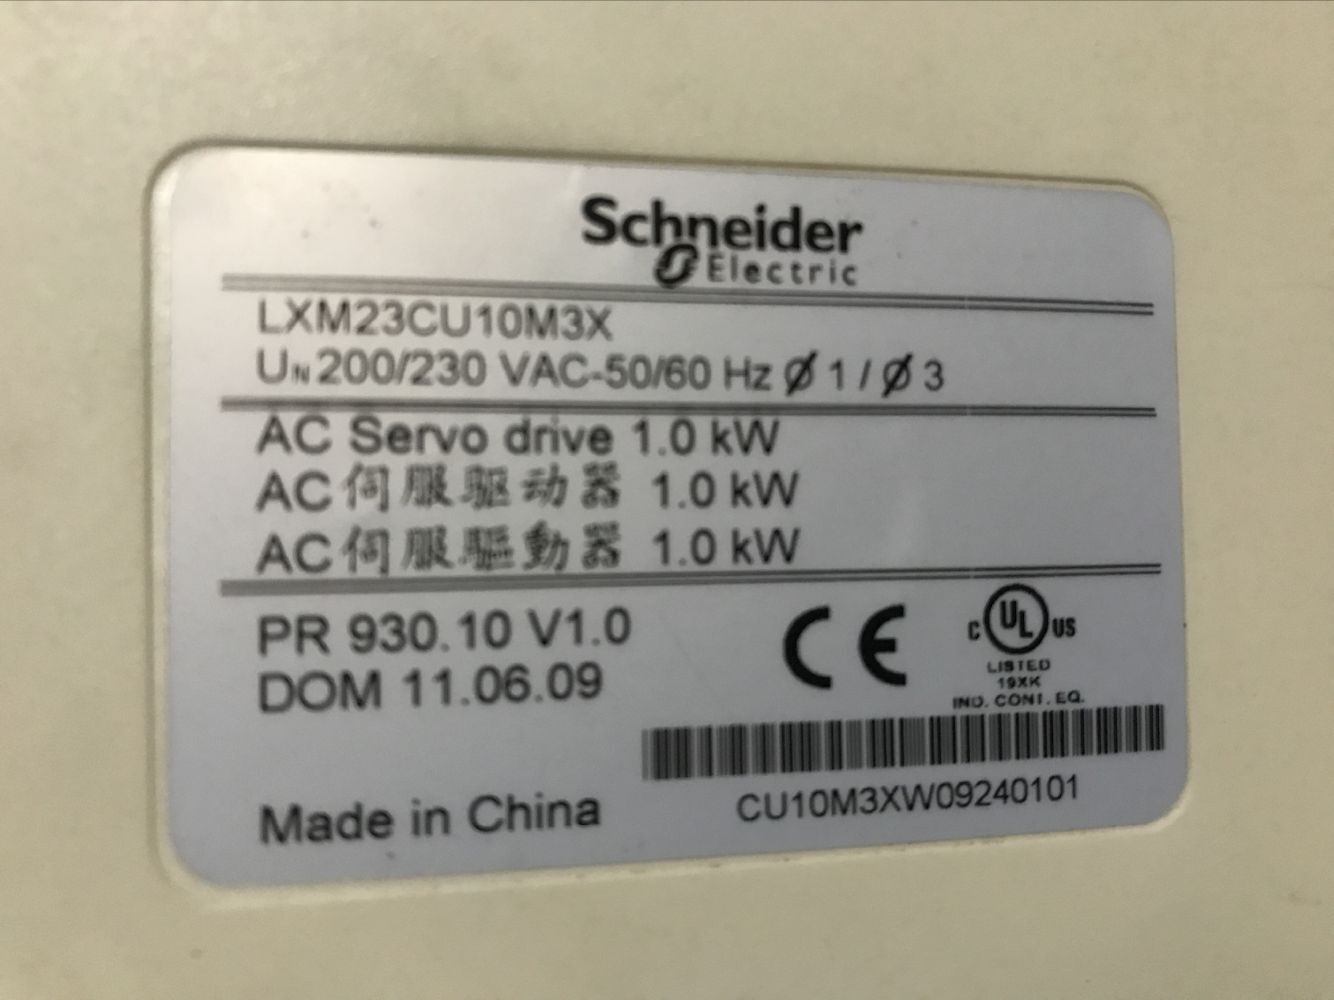 Schneider
Electric
LXM23CU10M3X
UN 200/230 VAC-50/60 Hz Ø 1 / Ø 3
AC Servo drive 1.0 kW
AC伺服驱动器 1.0 kW
AC伺服驅動器 1.0 kW
PR 930.10 V1.0
DOM 11.06.09
CE
C UL US
LISTED
19XK
IND. CONT. EQ.
Made in China
CU10M3XW09240101